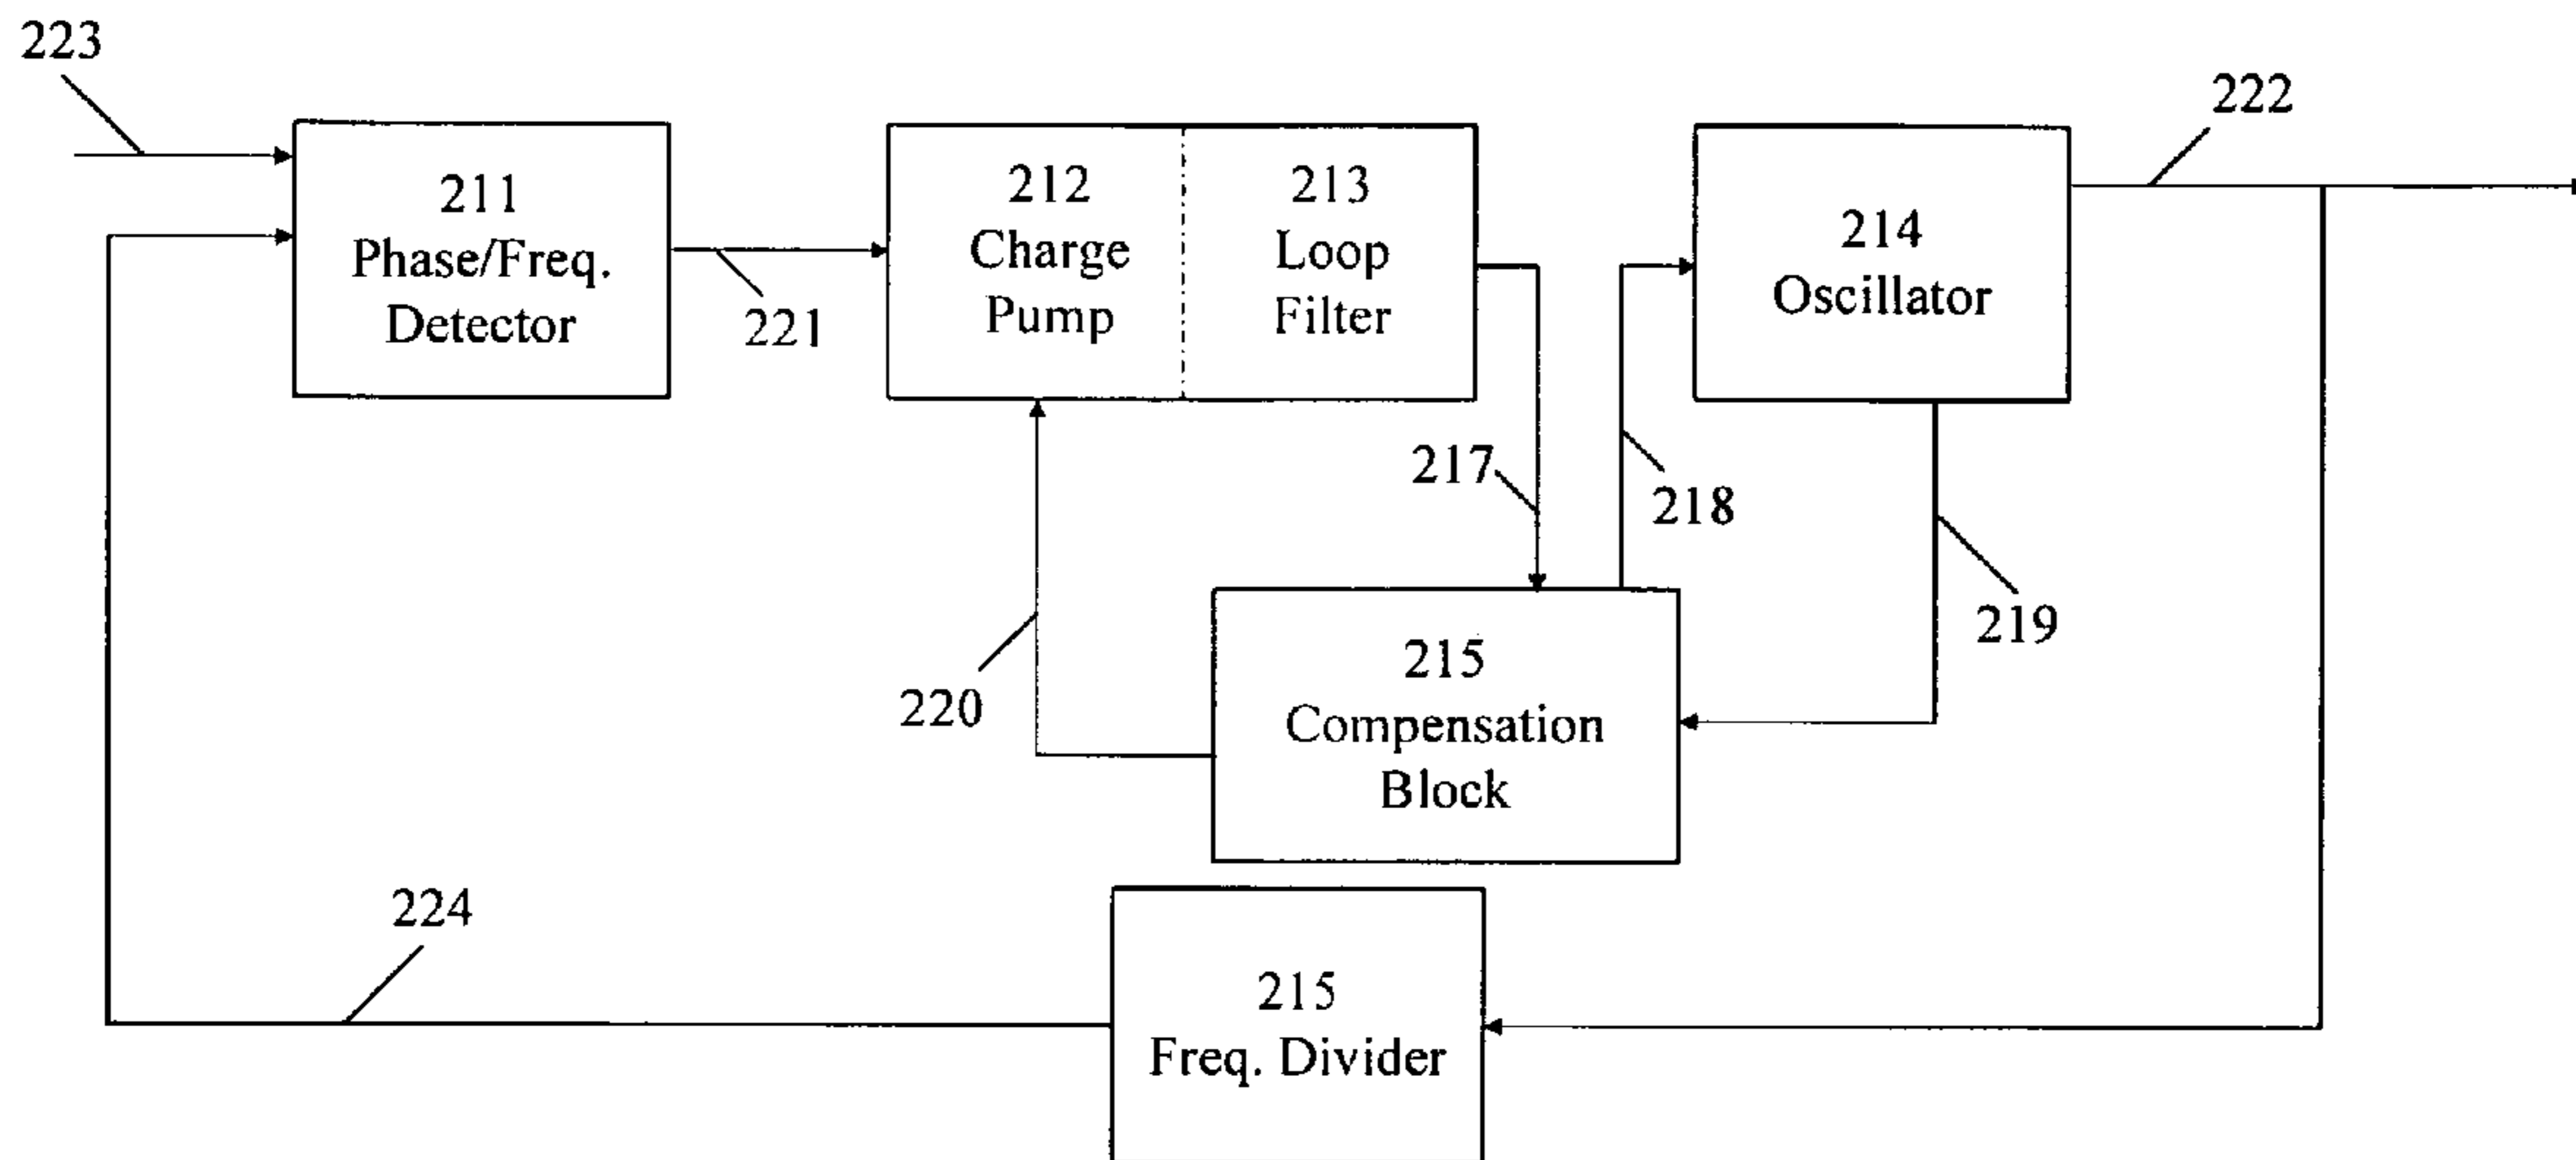 223
222
211
Phase/Freq.
Detector
221
212
Charge
Pump
213
Loop
Filter
214
Oscillator
217
218
219
220
215
Compensation
Block
224
215
Freq. Divider